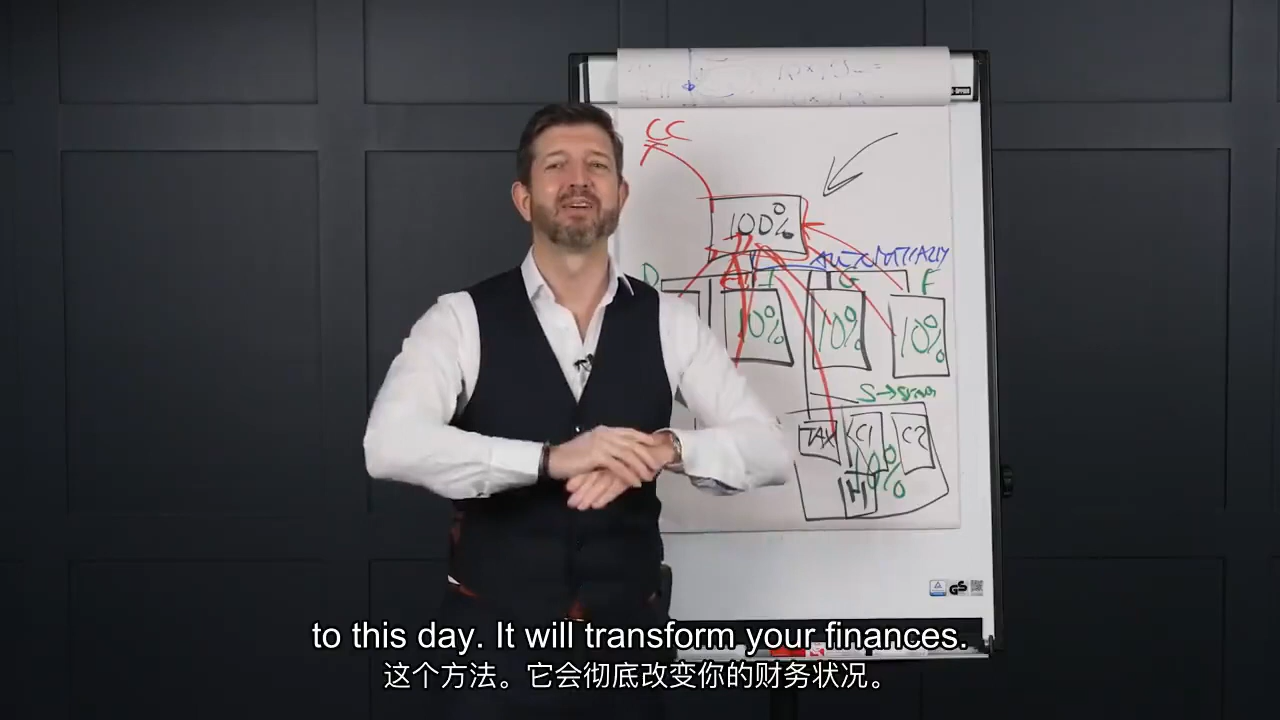 CC
100%
AUTOMATICALLY
D I G F
10% 10% 10%
TAX C1 C2
H %
to this day. It will transform your finances.
这个方法。它会彻底改变你的财务状况。